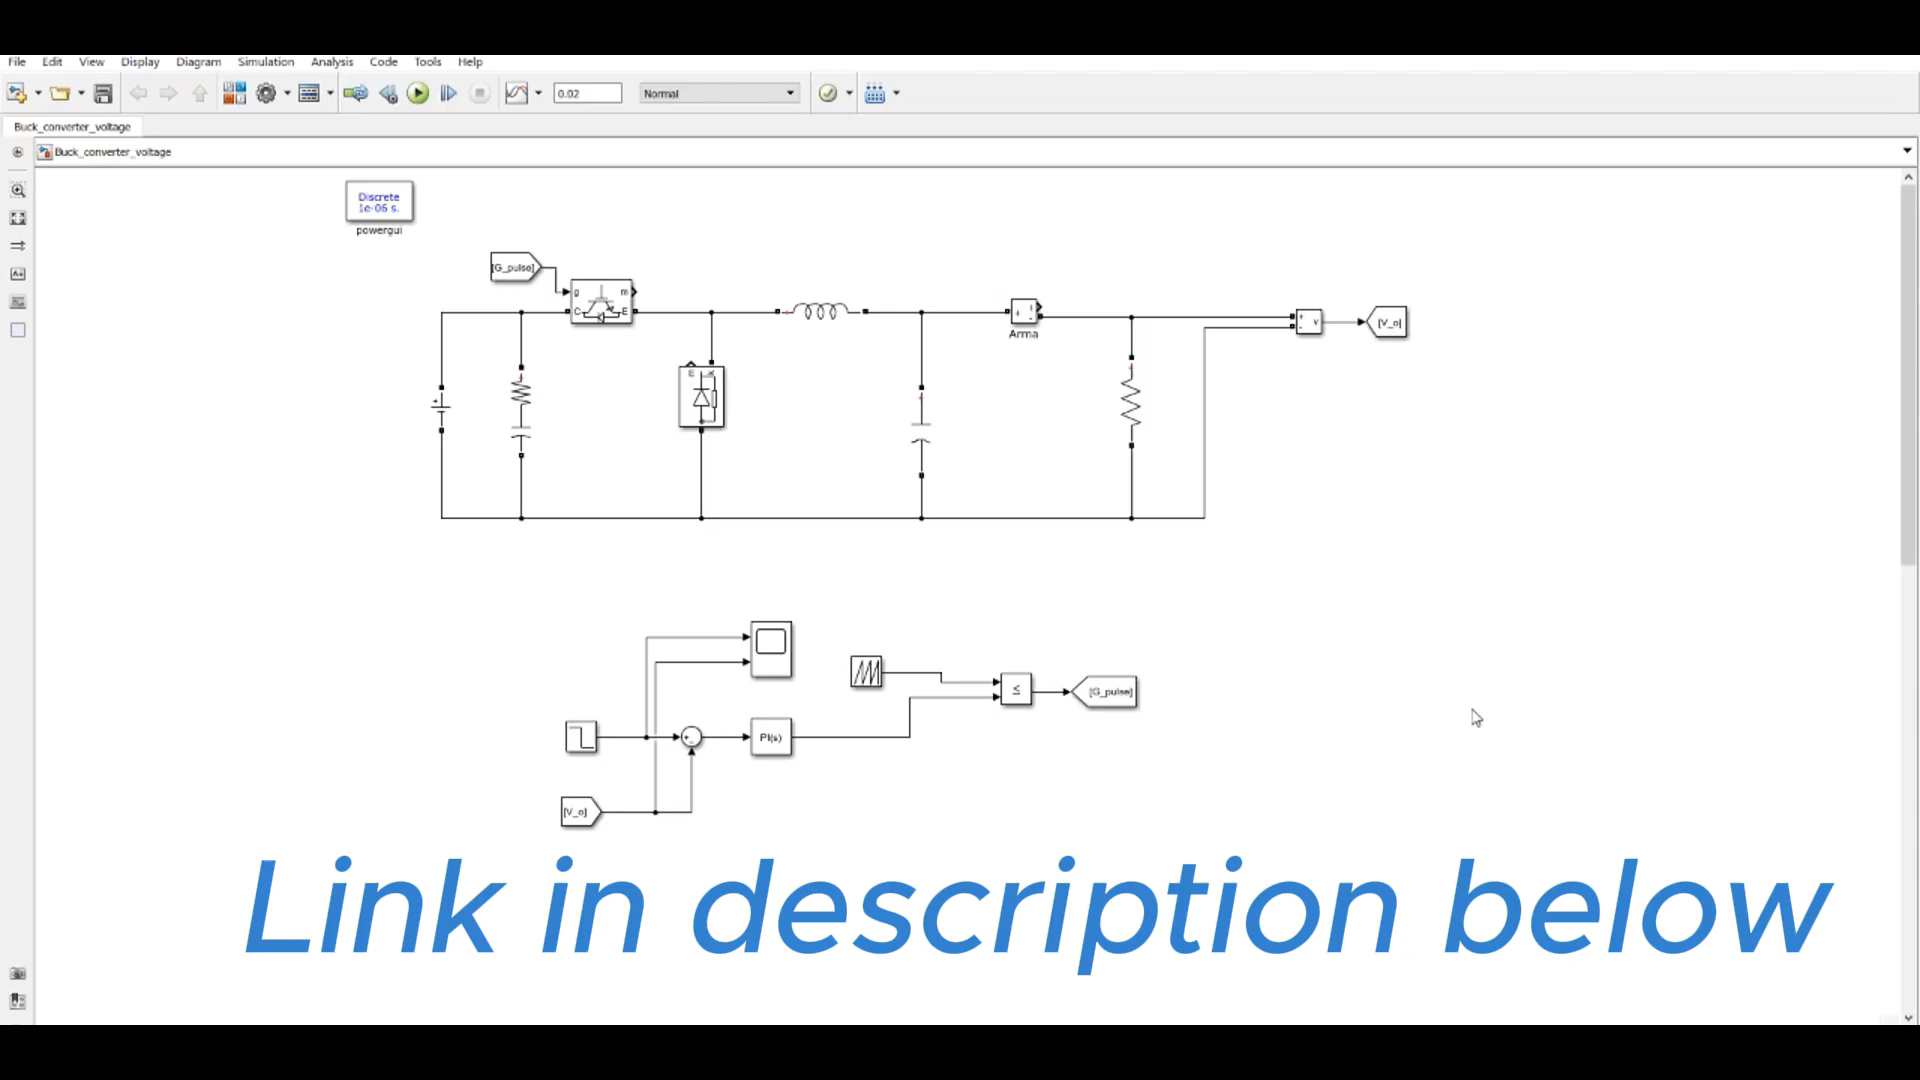 File Edit View Display Diagram Simulation Analysis Code Tools Help
0.02 Normal
Buck_converter_voltage
Buck_converter_voltage
Discrete
1e-06 s.
powergui
[G_pulse]
g m
C E
+ i
+ v
-
[V_o]
Arma
+
[G_pulse]
≤
PI(s)
[V_o]
Link in description below